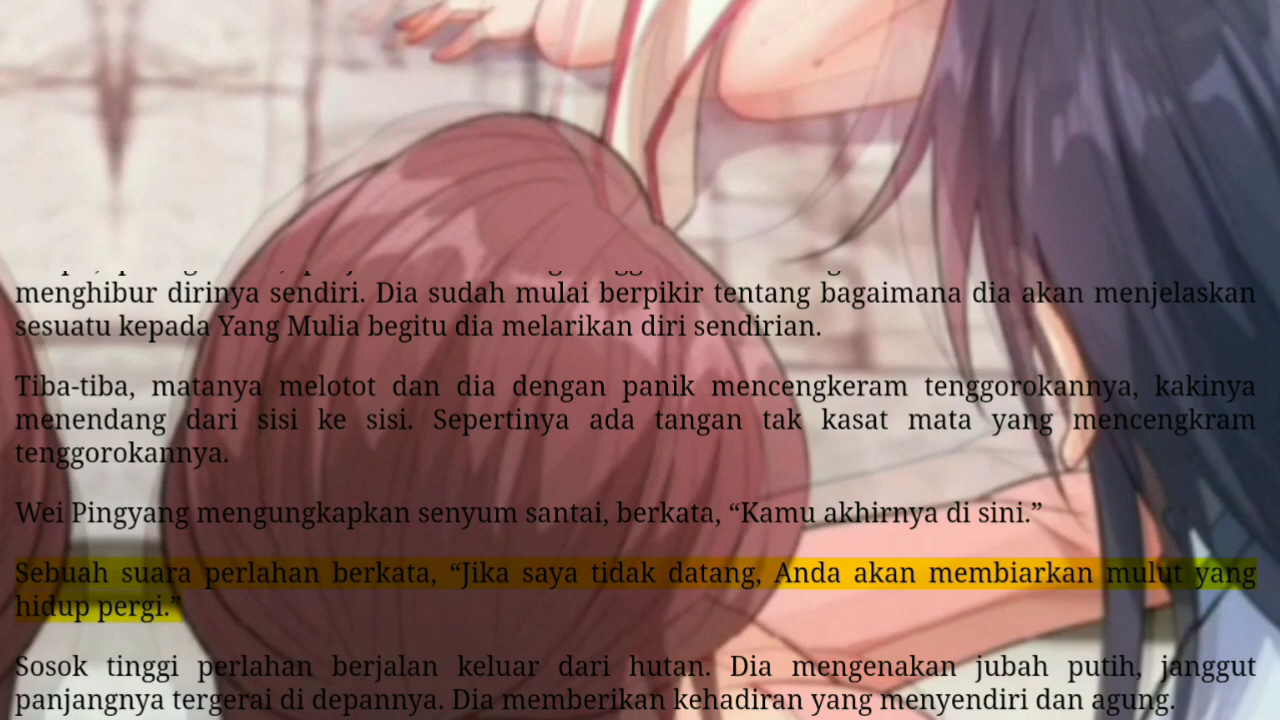 menghibur dirinya sendiri. Dia sudah mulai berpikir tentang bagaimana dia akan menjelaskan
sesuatu kepada Yang Mulia begitu dia melarikan diri sendirian.
Tiba-tiba, matanya melotot dan dia dengan panik mencengkeram tenggorokannya, kakinya
menendang dari sisi ke sisi. Sepertinya ada tangan tak kasat mata yang mencengkram
tenggorokannya.
Wei Pingyang mengungkapkan senyum santai, berkata, “Kamu akhirnya di sini.”
Sebuah suara perlahan berkata, “Jika saya tidak datang, Anda akan membiarkan mulut yang
hidup pergi.”
Sosok tinggi perlahan berjalan keluar dari hutan. Dia mengenakan jubah putih, janggut
panjangnya tergerai di depannya. Dia memberikan kehadiran yang menyendiri dan agung.